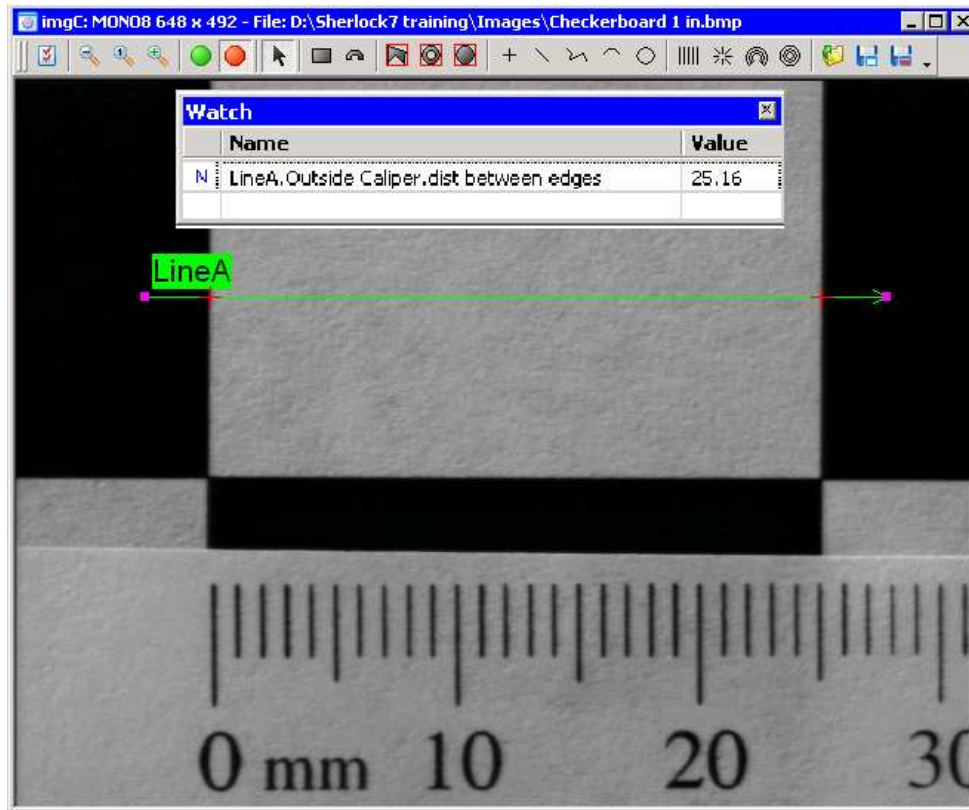 imgC: MONO8 648 x 492 - File: D:\Sherlock7 training\Images\Checkerboard 1 in.bmp
Watch
Name Value
N LineA.Outside Caliper.dist between edges 25.16
LineA
0 mm 10 20 30